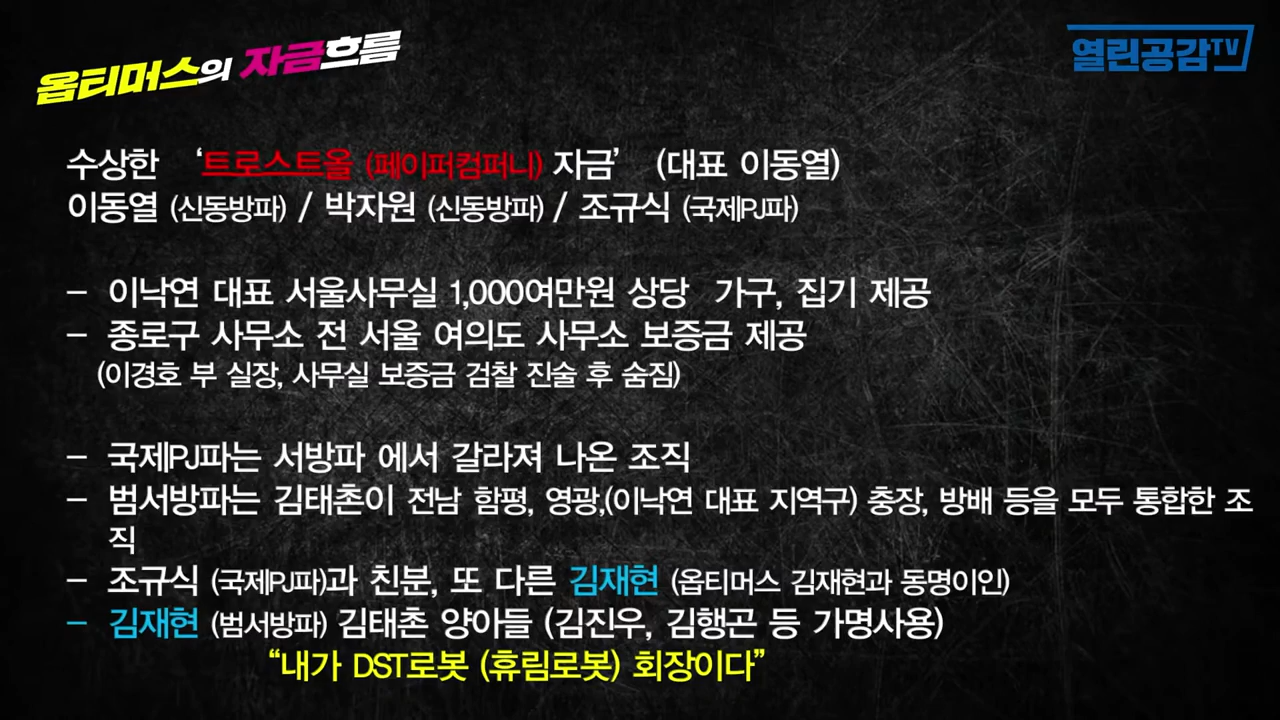 옵티머스의 자금흐름
열린공감TV
수상한 ‘트로스트올 (페이퍼컴퍼니) 자금’ (대표 이동열)
이동열 (신동방파) / 박자원 (신동방파) / 조규식 (국제PJ파)
– 이낙연 대표 서울사무실 1,000여만원 상당 가구, 집기 제공
– 종로구 사무소 전 서울 여의도 사무소 보증금 제공
(이경호 부 실장, 사무실 보증금 검찰 진술 후 숨짐)
– 국제PJ파는 서방파 에서 갈라져 나온 조직
– 범서방파는 김태촌이 전남 함평, 영광,(이낙연 대표 지역구) 충장, 방배 등을 모두 통합한 조
직
– 조규식 (국제PJ파)과 친분, 또 다른 김재현 (옵티머스 김재현과 동명이인)
– 김재현 (범서방파) 김태촌 양아들 (김진우, 김행곤 등 가명사용)
“내가 DST로봇 (휴림로봇) 회장이다”